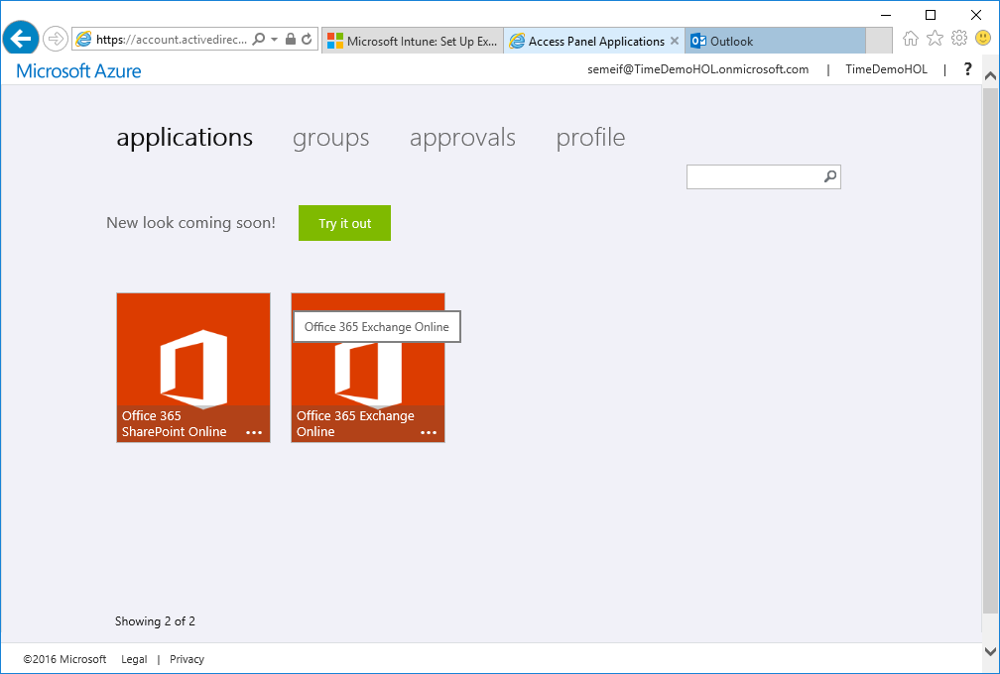 https://account.activedirec...
Microsoft Intune: Set Up Ex...
Access Panel Applications
Outlook
Microsoft Azure
semeif@TimeDemoHOL.onmicrosoft.com | TimeDemoHOL | ?
applications groups approvals profile
New look coming soon! Try it out
Office 365 Exchange Online
Office 365
SharePoint Online ...
Office 365 Exchange
Online ...
Showing 2 of 2
©2016 Microsoft Legal | Privacy